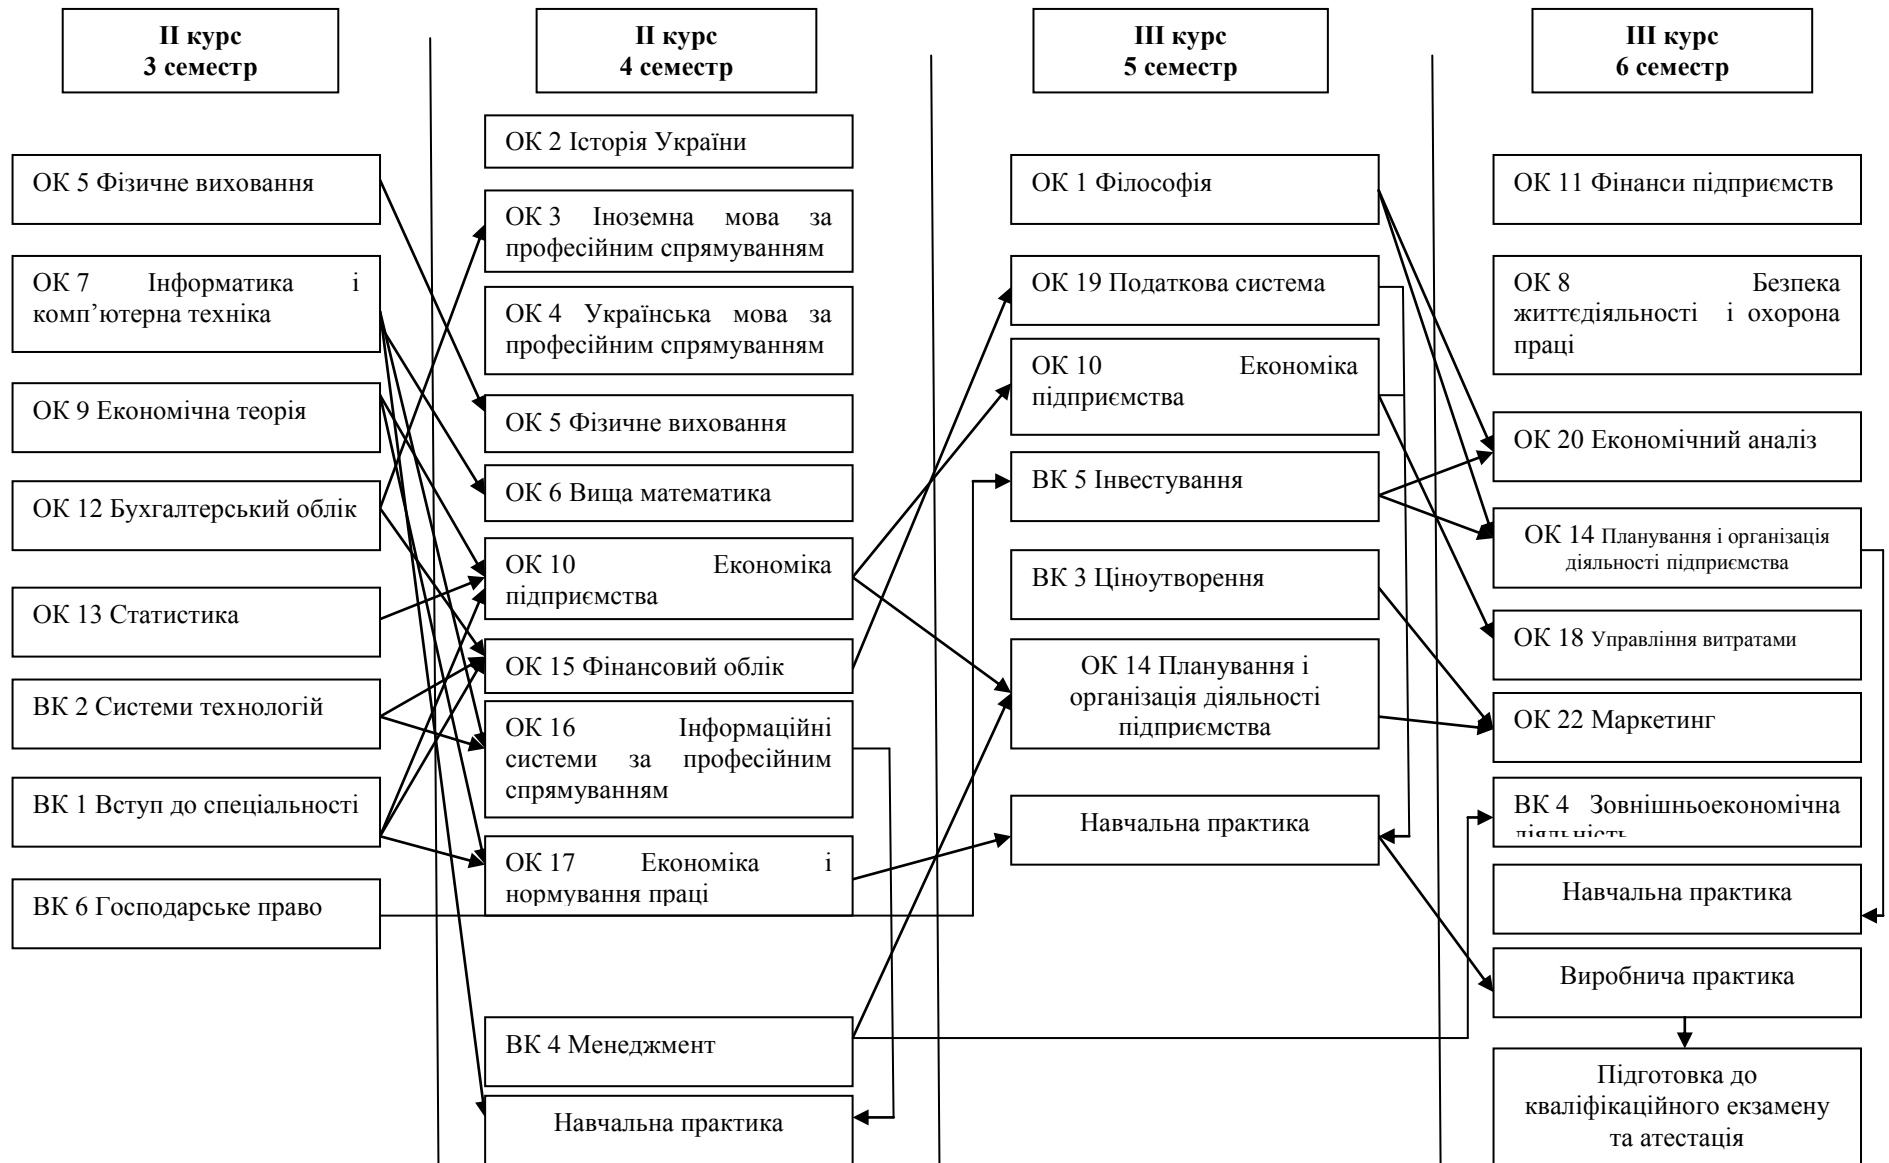 ІІ курс
3 семестр
ОК 5 Фізичне виховання
ОК 7 Інформатика і
комп’ютерна техніка
ОК 9 Економічна теорія
ОК 12 Бухгалтерський облік
ОК 13 Статистика
ВК 2 Системи технологій
ВК 1 Вступ до спеціальності
ВК 6 Господарське право
ІІ курс
4 семестр
ОК 2 Історія України
ОК 3 Іноземна мова за
професійним спрямуванням
ОК 4 Українська мова за
професійним спрямуванням
ОК 5 Фізичне виховання
ОК 6 Вища математика
ОК 10 Економіка
підприємства
ОК 15 Фінансовий облік
ОК 16 Інформаційні
системи за професійним
спрямуванням
ОК 17 Економіка і
нормування праці
ВК 4 Менеджмент
Навчальна практика
ІІІ курс
5 семестр
ОК 1 Філософія
ОК 19 Податкова система
ОК 10 Економіка
підприємства
ВК 5 Інвестування
ВК 3 Ціноутворення
ОК 14 Планування і
організація діяльності
підприємства
Навчальна практика
ІІІ курс
6 семестр
ОК 11 Фінанси підприємств
ОК 8 Безпека
життєдіяльності і охорона
праці
ОК 20 Економічний аналіз
ОК 14 Планування і організація
діяльності підприємства
ОК 18 Управління витратами
ОК 22 Маркетинг
ВК 4 Зовнішньоекономічна
діяльність
Навчальна практика
Виробнича практика
Підготовка до
кваліфікаційного екзамену
та атестація